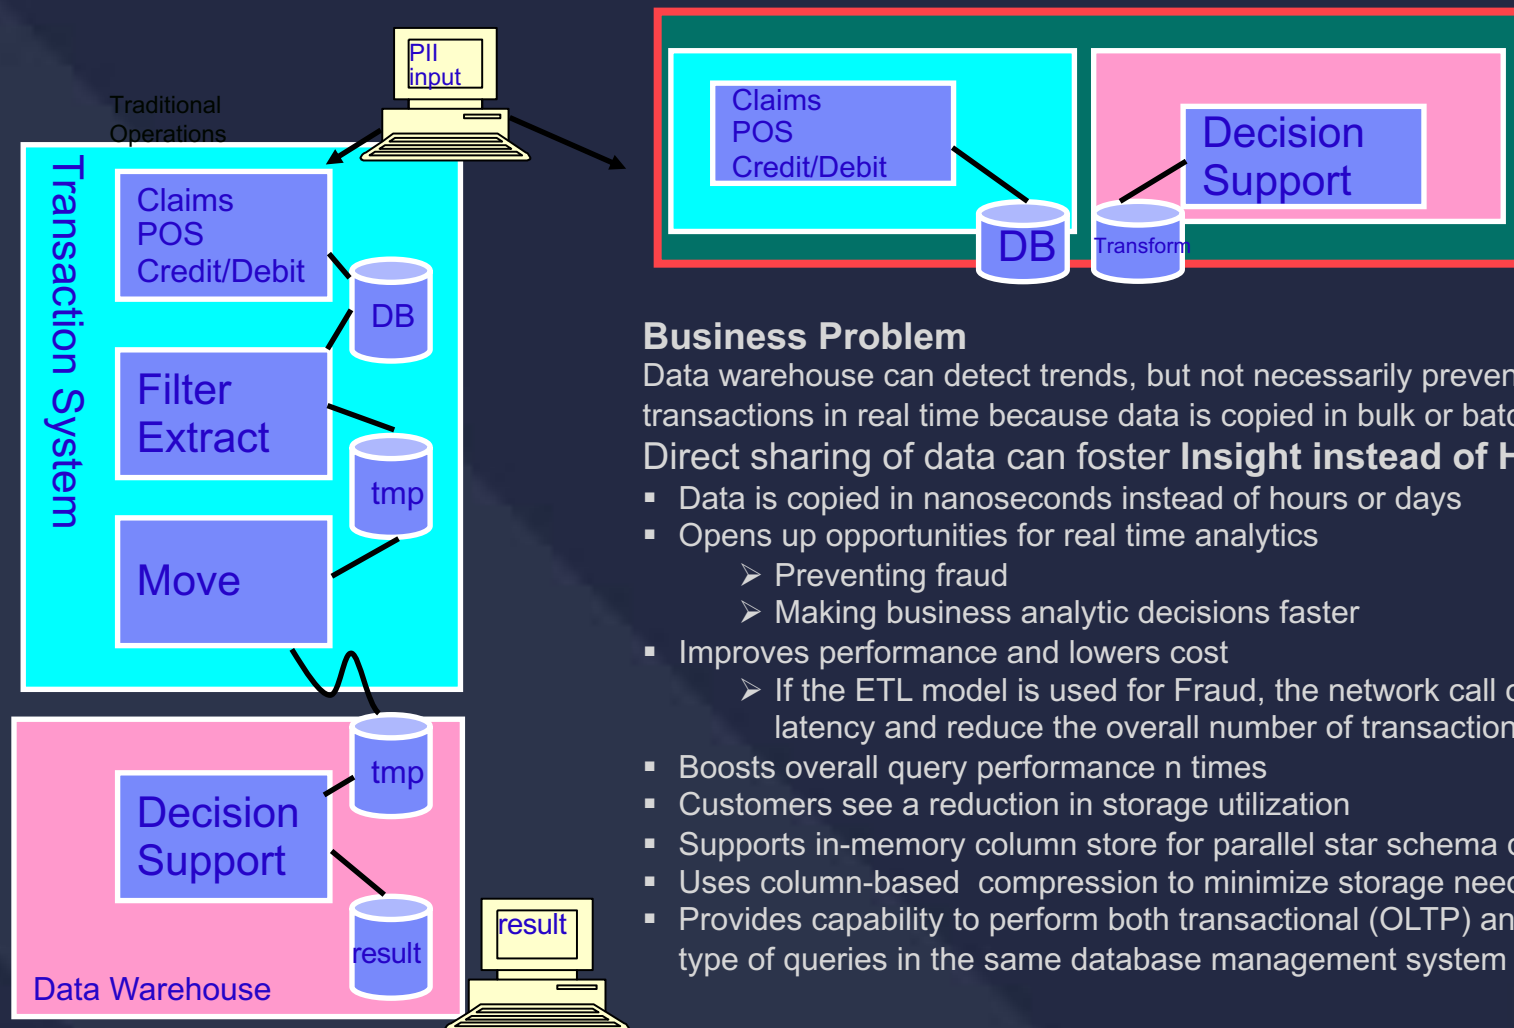 PII
input
Traditional
Operations
Transaction System
Claims
POS
Credit/Debit
DB
Filter
Extract
tmp
Move
tmp
Decision
Support
result
Data Warehouse
result
Claims
POS
Credit/Debit
DB
Decision
Support
Transform
Business Problem
Data warehouse can detect trends, but not necessarily
transactions in real time because data is copied in bulk or
Direct sharing of data can foster Insight instead of
▪ Data is copied in nanoseconds instead of hours or days
▪ Opens up opportunities for real time analytics
➢ Preventing fraud
➢ Making business analytic decisions faster
▪ Improves performance and lowers cost
➢ If the ETL model is used for Fraud, the network call
latency and reduce the overall number of transaction
▪ Boosts overall query performance n times
▪ Customers see a reduction in storage utilization
▪ Supports in-memory column store for parallel star schema
▪ Uses column-based compression to minimize storage
▪ Provides capability to perform both transactional (OLTP)
type of queries in the same database management system